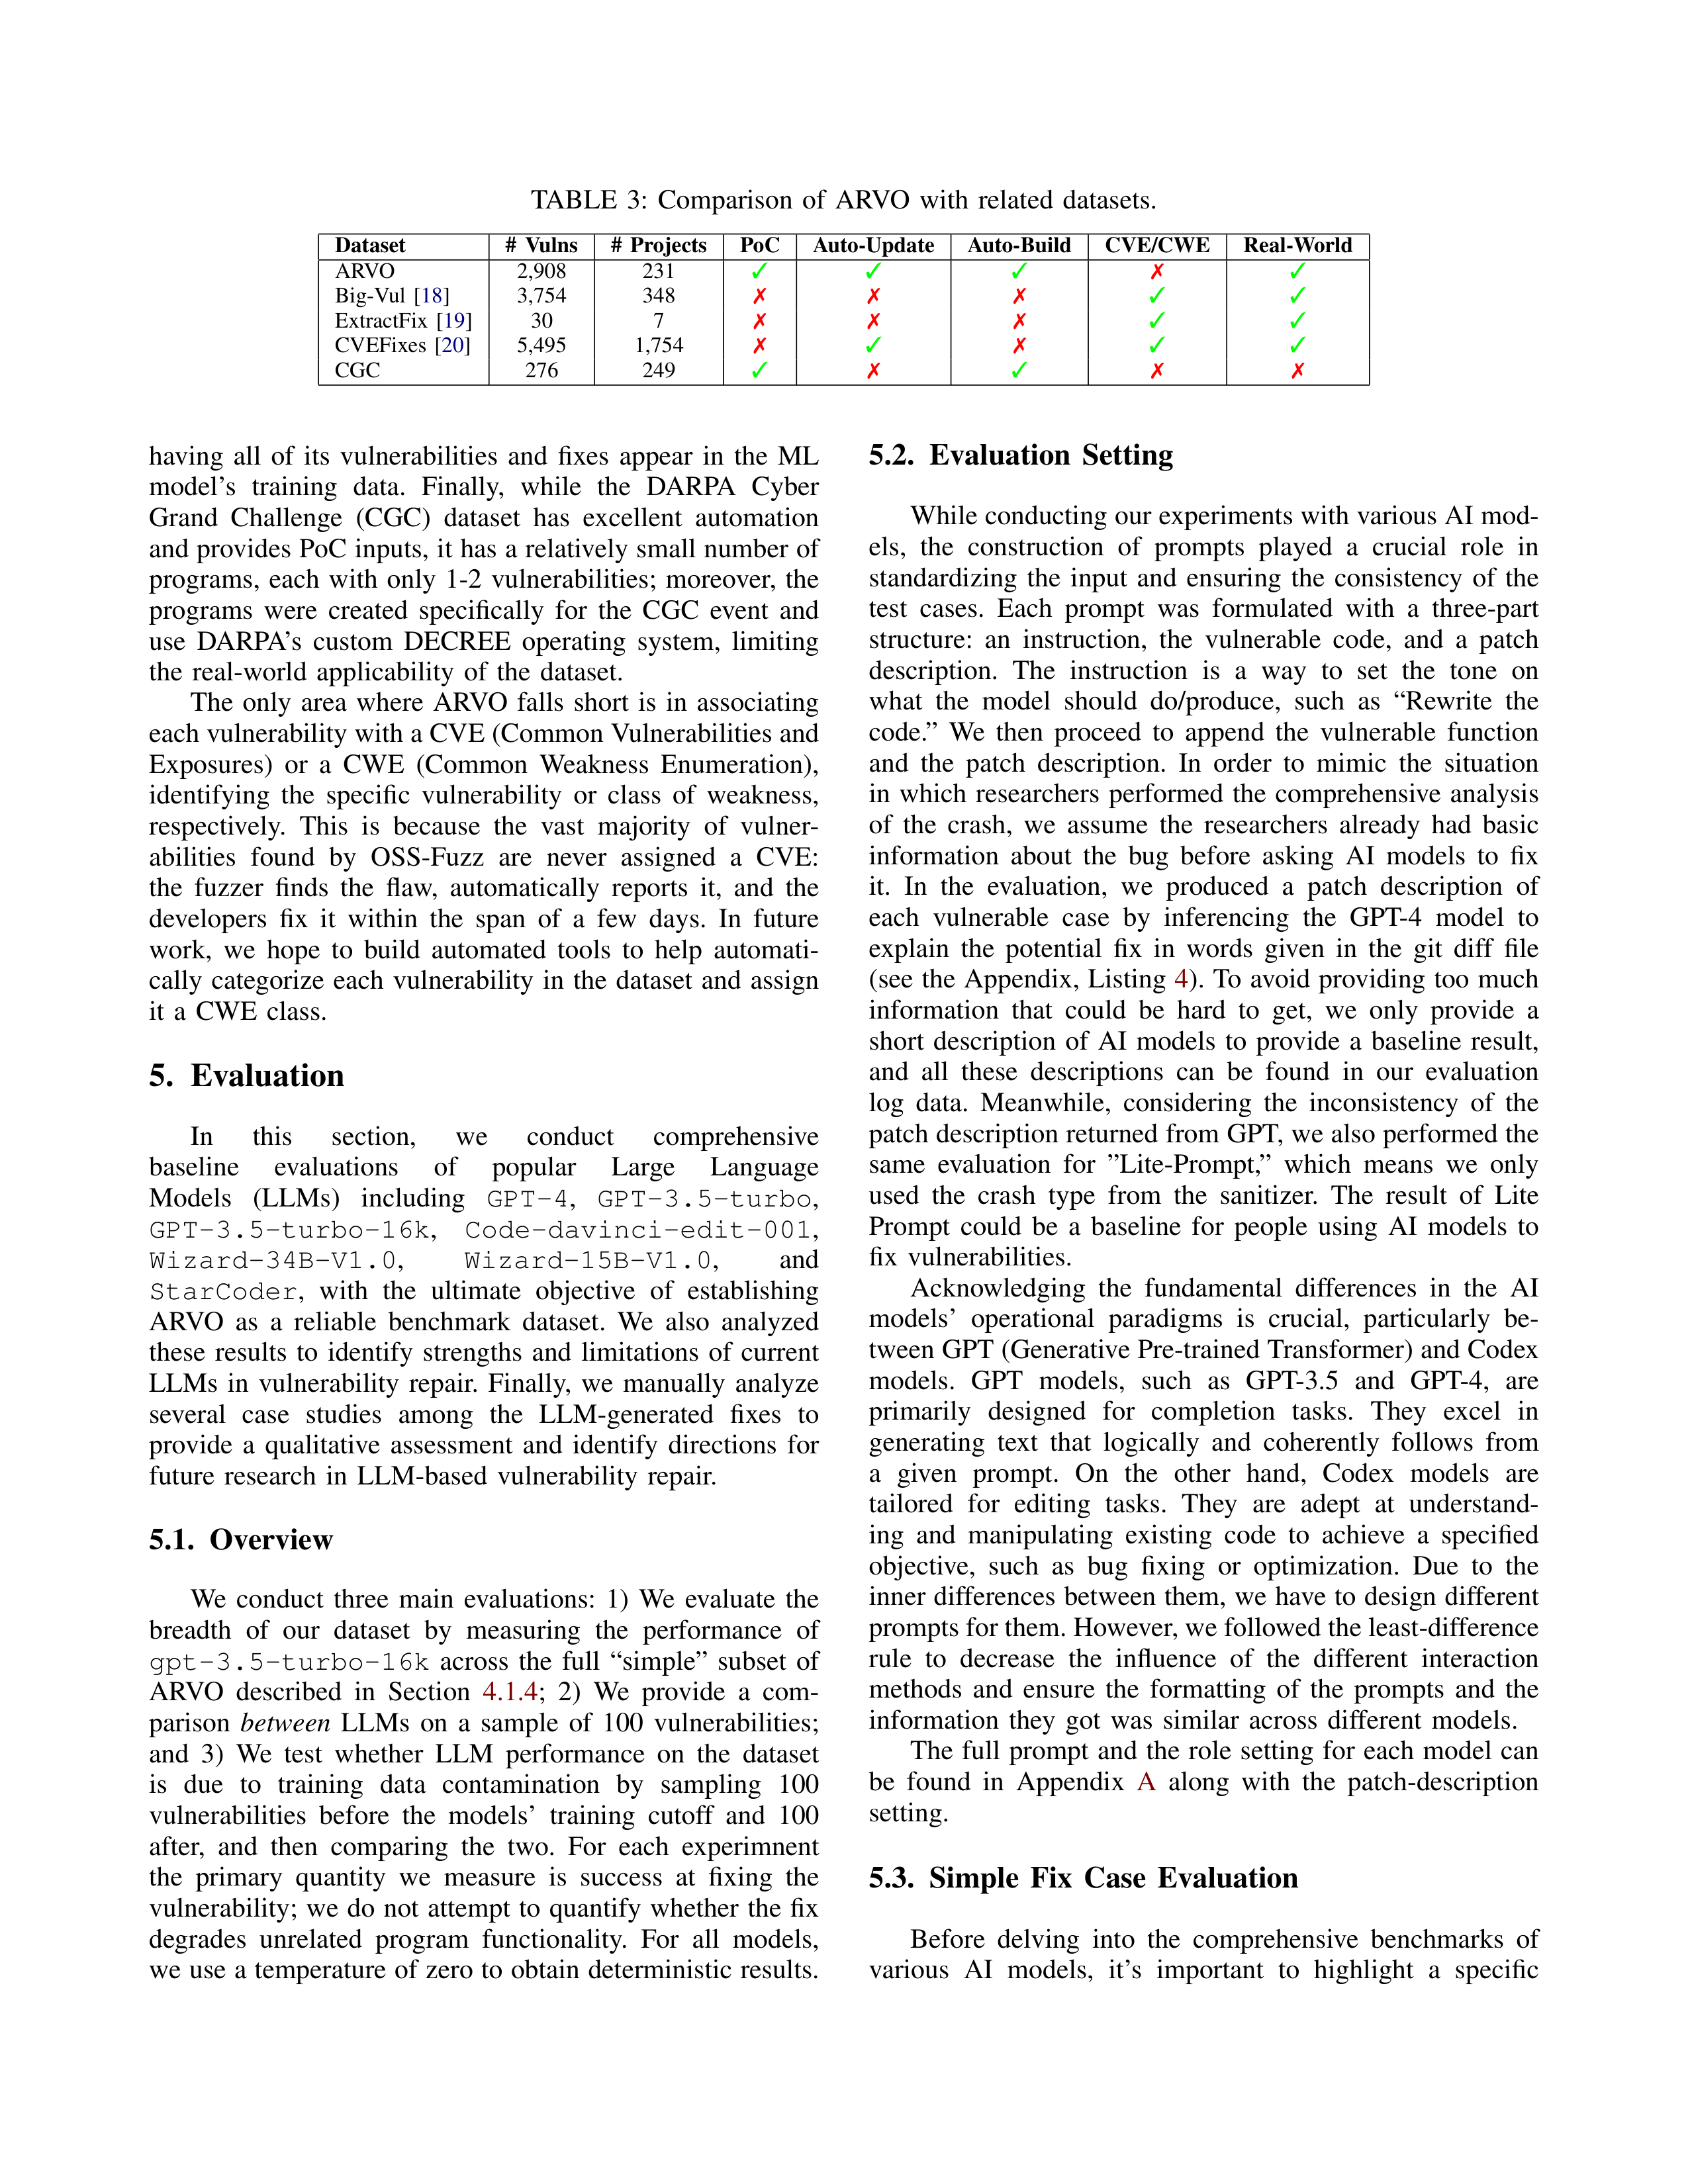 TABLE 3: Comparison of ARVO with related datasets.
Dataset # Vulns # Projects PoC Auto-Update Auto-Build CVE/CWE Real-World
ARVO 2,908 231 ✓ ✓ ✓ ✗ ✓
Big-Vul [18] 3,754 348 ✗ ✗ ✗ ✓ ✓
ExtractFix [19] 30 7 ✗ ✗ ✗ ✓ ✓
CVEFixes [20] 5,495 1,754 ✗ ✓ ✗ ✓ ✓
CGC 276 249 ✓ ✗ ✓ ✗ ✗
having all of its vulnerabilities and fixes appear in the ML
model's training data. Finally, while the DARPA Cyber
Grand Challenge (CGC) dataset has excellent automation
and provides PoC inputs, it has a relatively small number of
programs, each with only 1-2 vulnerabilities; moreover, the
programs were created specifically for the CGC event and
use DARPA's custom DECREE operating system, limiting
the real-world applicability of the dataset.
The only area where ARVO falls short is in associating
each vulnerability with a CVE (Common Vulnerabilities and
Exposures) or a CWE (Common Weakness Enumeration),
identifying the specific vulnerability or class of weakness,
respectively. This is because the vast majority of vulner-
abilities found by OSS-Fuzz are never assigned a CVE:
the fuzzer finds the flaw, automatically reports it, and the
developers fix it within the span of a few days. In future
work, we hope to build automated tools to help automati-
cally categorize each vulnerability in the dataset and assign
it a CWE class.
5. Evaluation
In this section, we conduct comprehensive
baseline evaluations of popular Large Language
Models (LLMs) including GPT-4, GPT-3.5-turbo,
GPT-3.5-turbo-16k, Code-davinci-edit-001,
Wizard-34B-V1.0, Wizard-15B-V1.0, and
StarCoder, with the ultimate objective of establishing
ARVO as a reliable benchmark dataset. We also analyzed
these results to identify strengths and limitations of current
LLMs in vulnerability repair. Finally, we manually analyze
several case studies among the LLM-generated fixes to
provide a qualitative assessment and identify directions for
future research in LLM-based vulnerability repair.
5.1. Overview
We conduct three main evaluations: 1) We evaluate the
breadth of our dataset by measuring the performance of
gpt-3.5-turbo-16k across the full “simple” subset of
ARVO described in Section 4.1.4; 2) We provide a com-
parison between LLMs on a sample of 100 vulnerabilities;
and 3) We test whether LLM performance on the dataset
is due to training data contamination by sampling 100
vulnerabilities before the models' training cutoff and 100
after, and then comparing the two. For each experimnent
the primary quantity we measure is success at fixing the
vulnerability; we do not attempt to quantify whether the fix
degrades unrelated program functionality. For all models,
we use a temperature of zero to obtain deterministic results.
5.2. Evaluation Setting
While conducting our experiments with various AI mod-
els, the construction of prompts played a crucial role in
standardizing the input and ensuring the consistency of the
test cases. Each prompt was formulated with a three-part
structure: an instruction, the vulnerable code, and a patch
description. The instruction is a way to set the tone on
what the model should do/produce, such as “Rewrite the
code.” We then proceed to append the vulnerable function
and the patch description. In order to mimic the situation
in which researchers performed the comprehensive analysis
of the crash, we assume the researchers already had basic
information about the bug before asking AI models to fix
it. In the evaluation, we produced a patch description of
each vulnerable case by inferencing the GPT-4 model to
explain the potential fix in words given in the git diff file
(see the Appendix, Listing 4). To avoid providing too much
information that could be hard to get, we only provide a
short description of AI models to provide a baseline result,
and all these descriptions can be found in our evaluation
log data. Meanwhile, considering the inconsistency of the
patch description returned from GPT, we also performed the
same evaluation for ”Lite-Prompt,” which means we only
used the crash type from the sanitizer. The result of Lite
Prompt could be a baseline for people using AI models to
fix vulnerabilities.
Acknowledging the fundamental differences in the AI
models' operational paradigms is crucial, particularly be-
tween GPT (Generative Pre-trained Transformer) and Codex
models. GPT models, such as GPT-3.5 and GPT-4, are
primarily designed for completion tasks. They excel in
generating text that logically and coherently follows from
a given prompt. On the other hand, Codex models are
tailored for editing tasks. They are adept at understand-
ing and manipulating existing code to achieve a specified
objective, such as bug fixing or optimization. Due to the
inner differences between them, we have to design different
prompts for them. However, we followed the least-difference
rule to decrease the influence of the different interaction
methods and ensure the formatting of the prompts and the
information they got was similar across different models.
The full prompt and the role setting for each model can
be found in Appendix A along with the patch-description
setting.
5.3. Simple Fix Case Evaluation
Before delving into the comprehensive benchmarks of
various AI models, it's important to highlight a specific